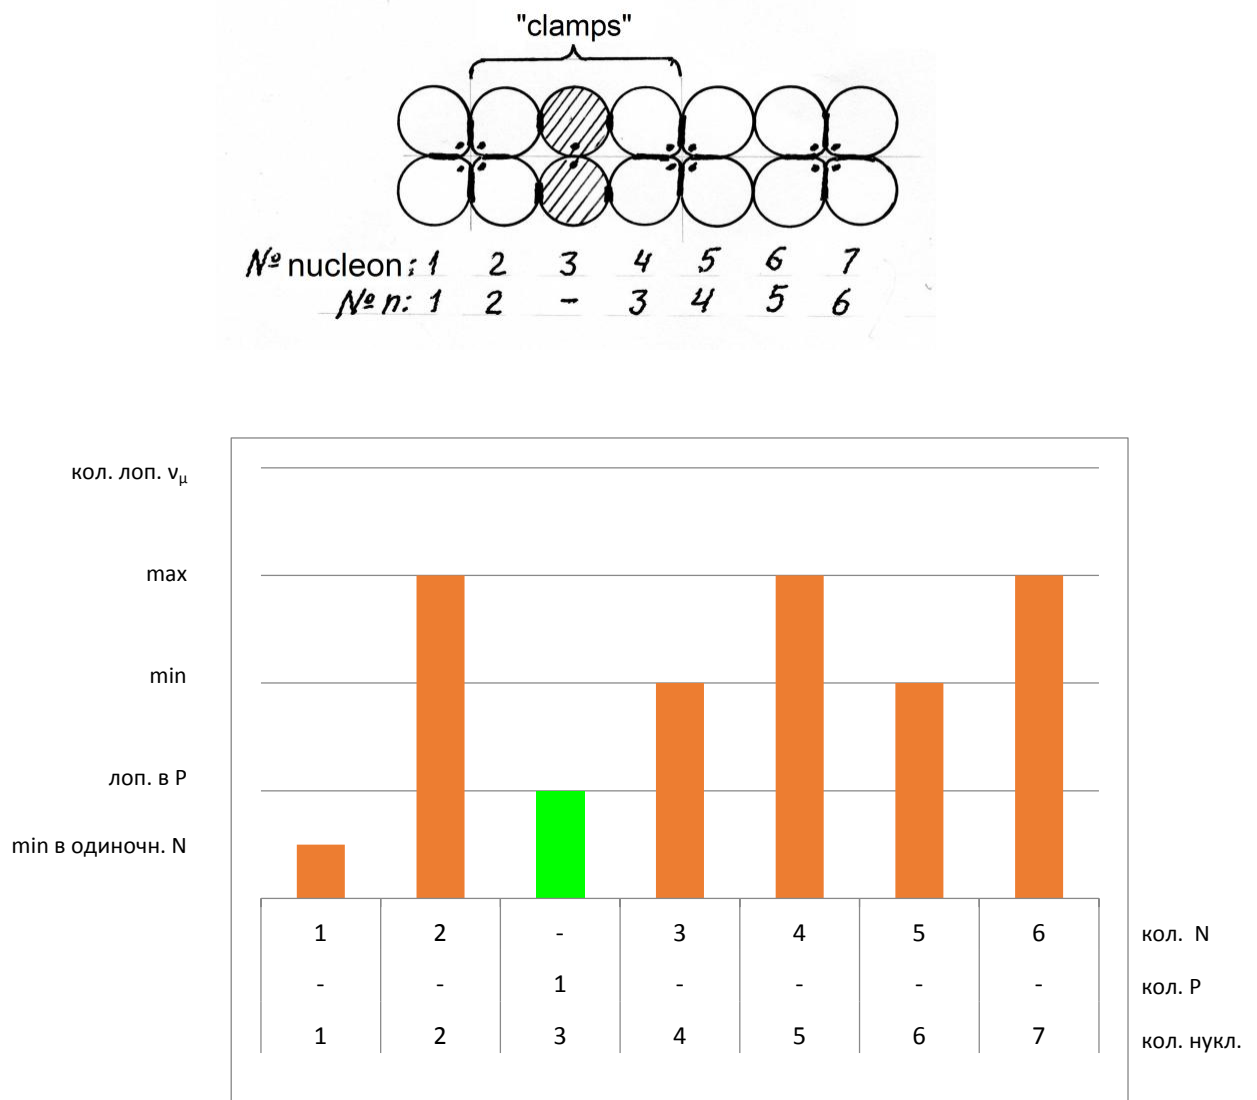 "clamps"
№ nucleon: 1 2 3 4 5 6 7
№ n: 1 2 - 3 4 5 6
кол. лоп. νμ
max
min
лоп. в P
min в одиночн. N
1 2 - 3 4 5 6 кол. N
- - 1 - - - - кол. P
1 2 3 4 5 6 7 кол. нукл.